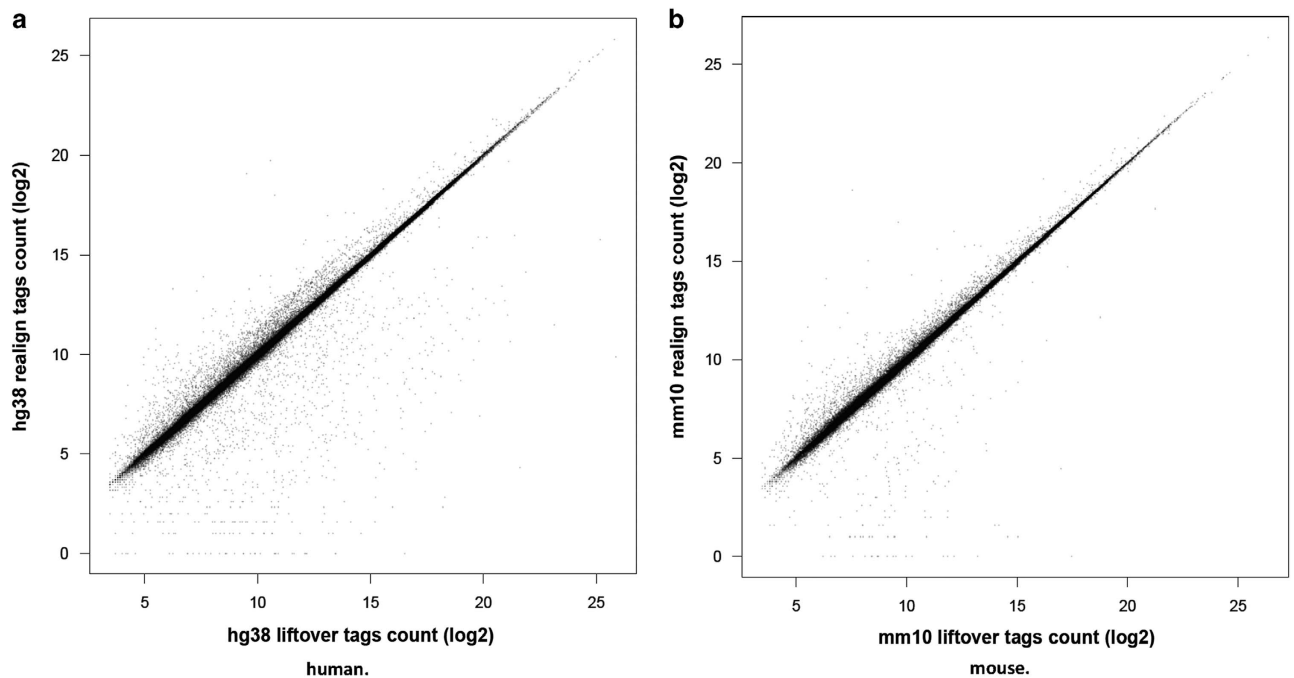 a
25
20
15
10
5
0
hg38 realign tags count (log2)
5 10 15 20 25
hg38 liftover tags count (log2)
human.
b
25
20
15
10
5
0
mm10 realign tags count (log2)
5 10 15 20 25
mm10 liftover tags count (log2)
mouse.